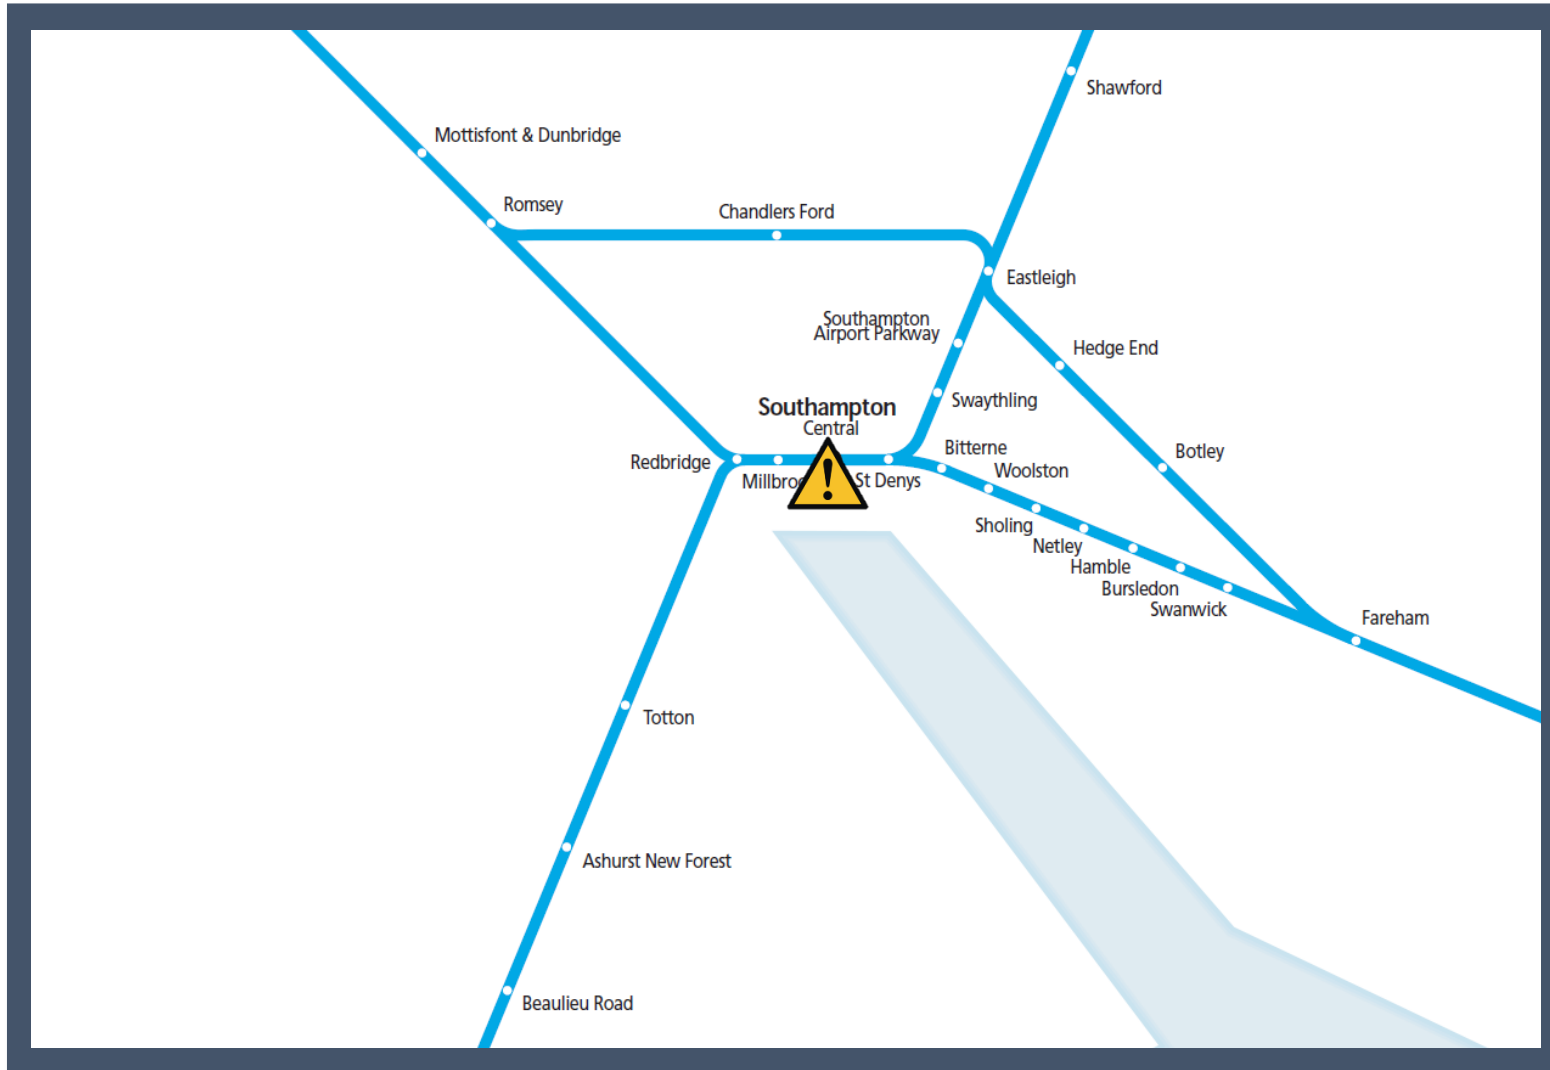 Shawford
Mottisfont & Dunbridge
Romsey
Chandlers Ford
Eastleigh
Southampton
Airport Parkway
Hedge End
Swaythling
Southampton
Central
Bitterne
Botley
Redbridge
Woolston
Millbroo
St Denys
!
Sholing
Netley
Hamble
Bursledon
Swanwick
Fareham
Totton
Ashurst New Forest
Beaulieu Road